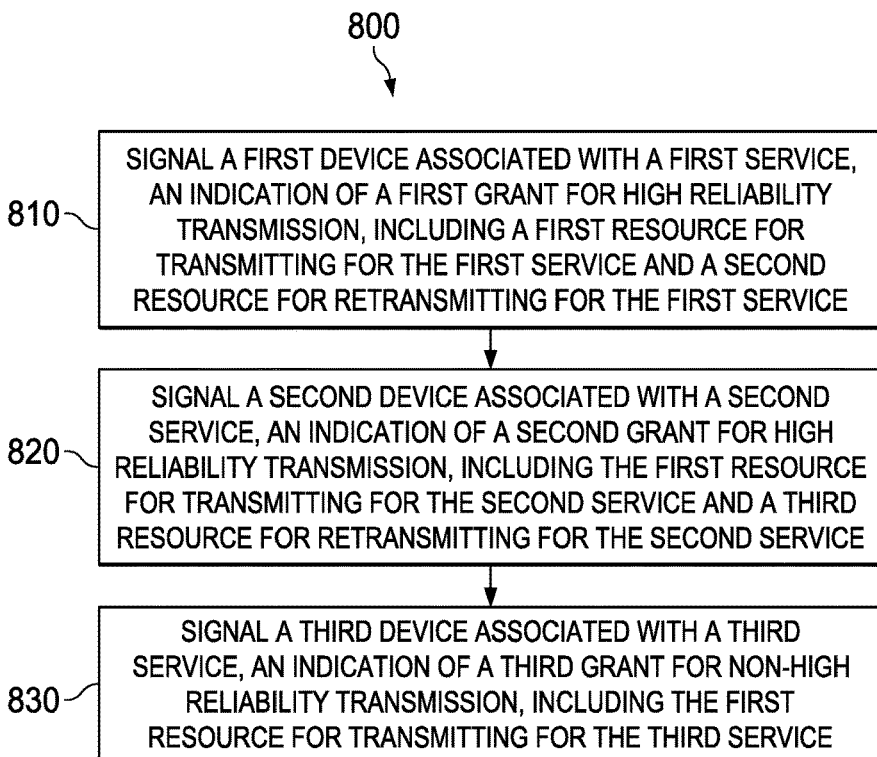 800
810
SIGNAL A FIRST DEVICE ASSOCIATED WITH A FIRST SERVICE,
AN INDICATION OF A FIRST GRANT FOR HIGH RELIABILITY
TRANSMISSION, INCLUDING A FIRST RESOURCE FOR
TRANSMITTING FOR THE FIRST SERVICE AND A SECOND
RESOURCE FOR RETRANSMITTING FOR THE FIRST SERVICE
820
SIGNAL A SECOND DEVICE ASSOCIATED WITH A SECOND
SERVICE, AN INDICATION OF A SECOND GRANT FOR HIGH
RELIABILITY TRANSMISSION, INCLUDING THE FIRST RESOURCE
FOR TRANSMITTING FOR THE SECOND SERVICE AND A THIRD
RESOURCE FOR RETRANSMITTING FOR THE SECOND SERVICE
830
SIGNAL A THIRD DEVICE ASSOCIATED WITH A THIRD
SERVICE, AN INDICATION OF A THIRD GRANT FOR NON-HIGH
RELIABILITY TRANSMISSION, INCLUDING THE FIRST
RESOURCE FOR TRANSMITTING FOR THE THIRD SERVICE